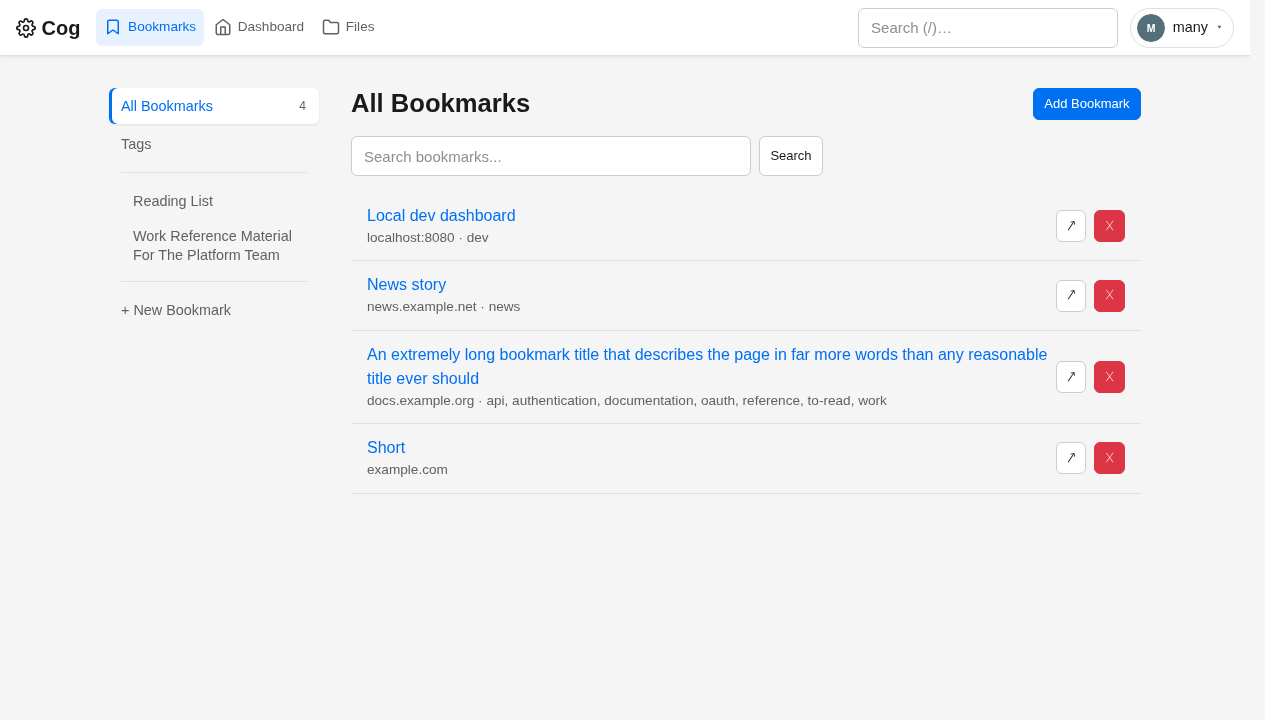 Cog
Bookmarks
Dashboard
Files
Search (/)…
M
many
All Bookmarks
4
Tags
Reading List
Work Reference Material
For The Platform Team
+ New Bookmark
All Bookmarks
Add Bookmark
Search bookmarks...
Search
Local dev dashboard
localhost:8080 · dev
News story
news.example.net · news
An extremely long bookmark title that describes the page in far more words than any reasonable
title ever should
docs.example.org · api, authentication, documentation, oauth, reference, to-read, work
Short
example.com